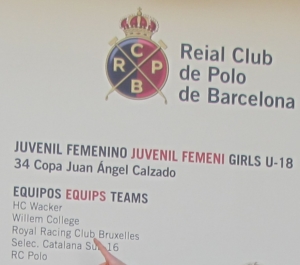 R C P B
Reial Club
de Polo
de Barcelona
JUVENIL FEMENINO JUVENIL FEMENI GIRLS U-18
34 Copa Juan Ángel Calzado
EQUIPOS EQUIPS TEAMS
HC Wacker
Willem College
Royal Racing Club Bruxelles
Selec. Catalana Sub 16
RC Polo